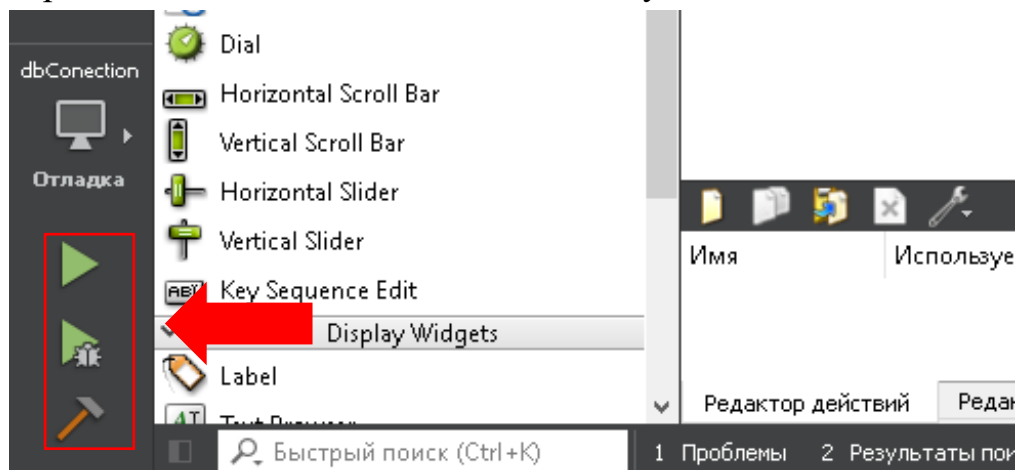 Dial
dbConection
Horizontal Scroll Bar
Vertical Scroll Bar
Отладка
Horizontal Slider
Vertical Slider
Имя
Используе
Key Sequence Edit
Display Widgets
Label
Редактор действий
Редак
Быстрый поиск (Ctrl+K)
1 Проблемы 2 Результаты пои